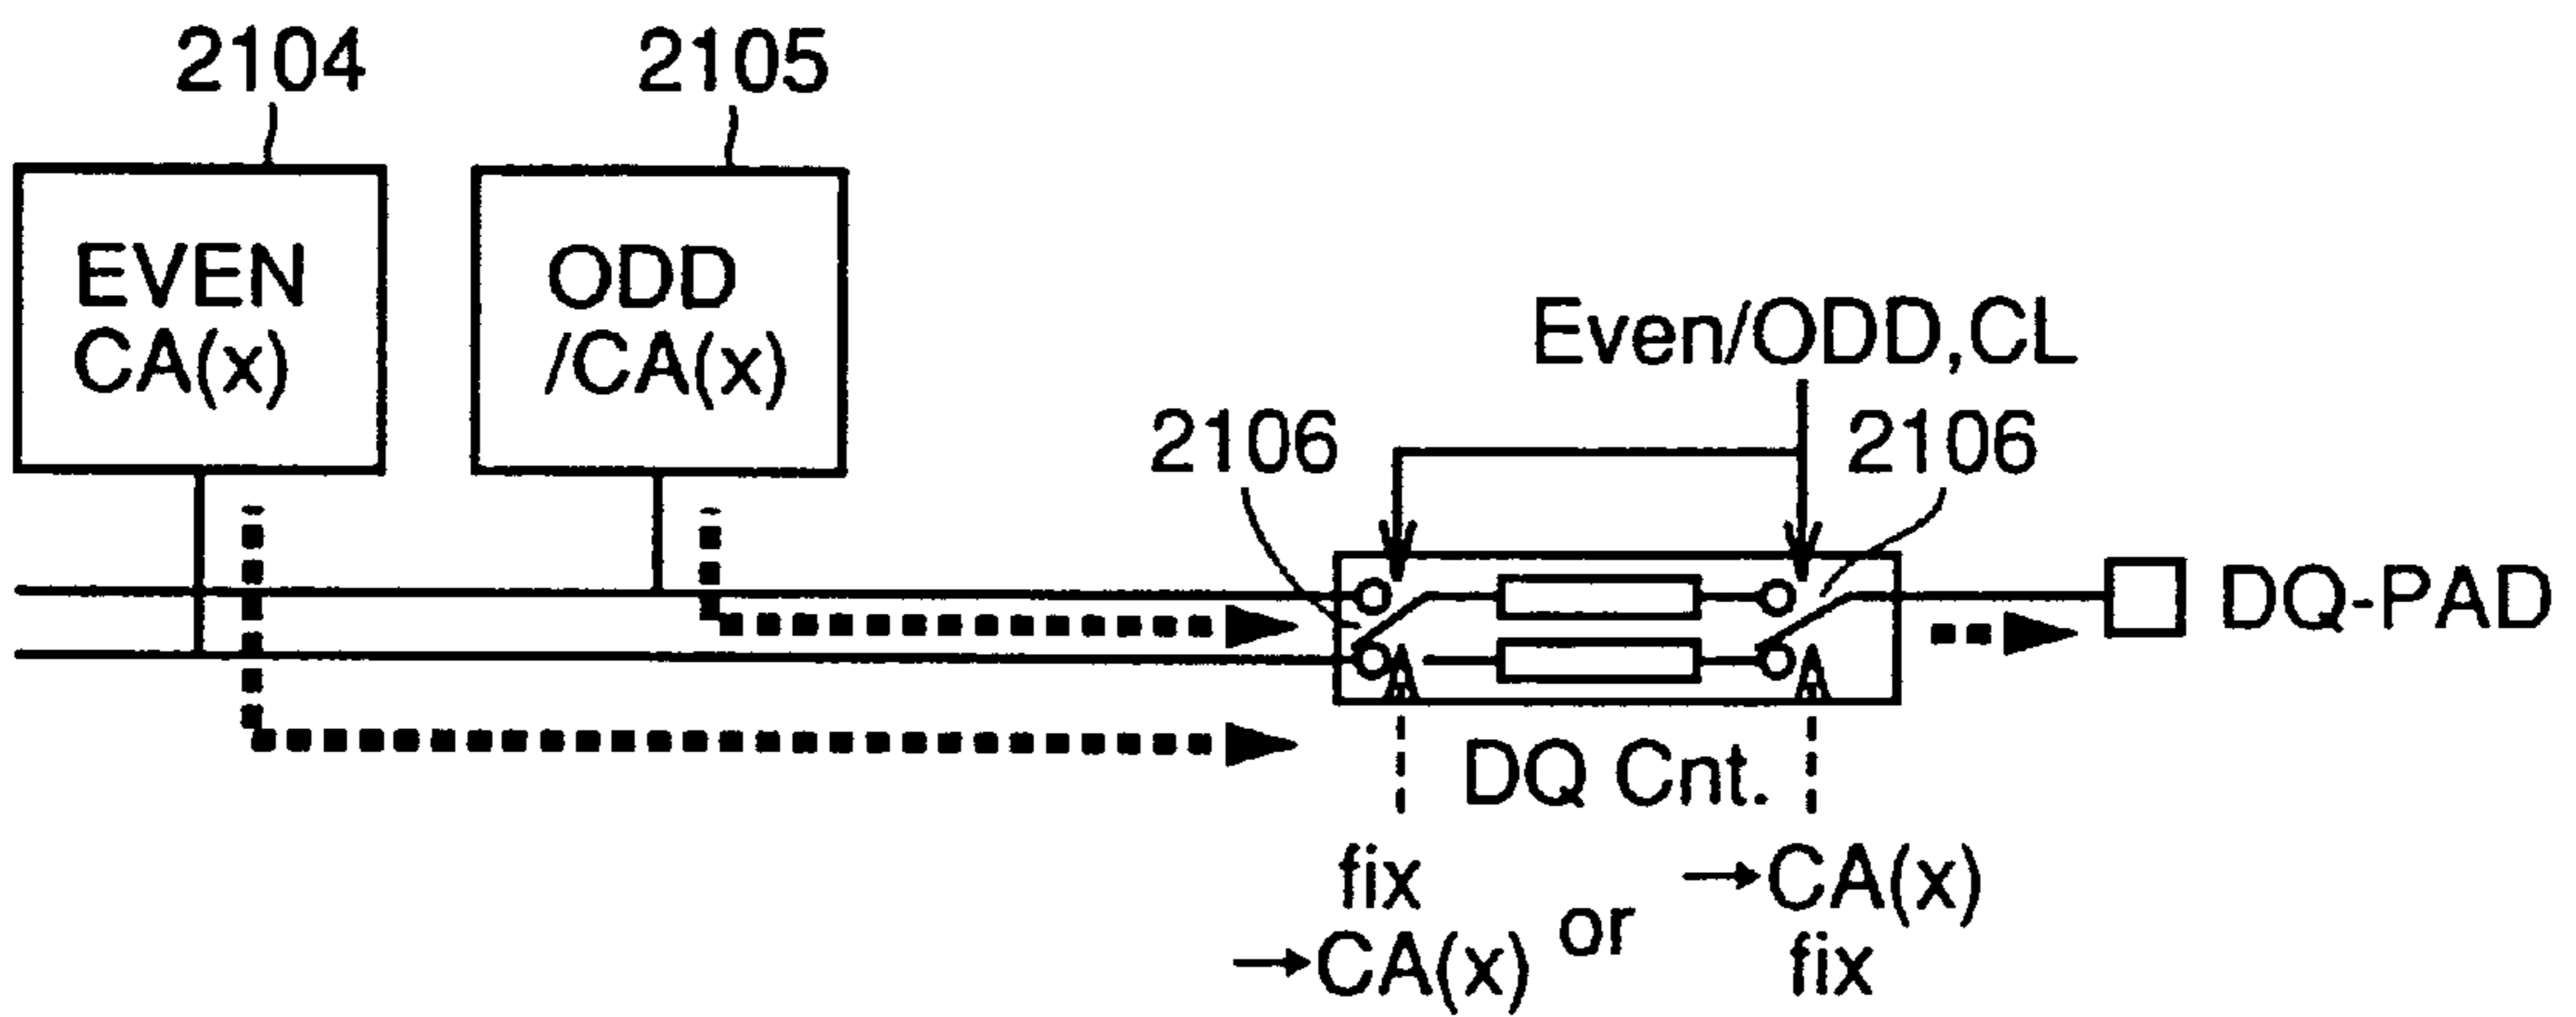 2104
2105
EVEN
CA(x)
ODD
/CA(x)
Even/ODD,CL
2106
2106
DQ-PAD
DQ Cnt.
fix
→CA(x)
or
→CA(x)
fix